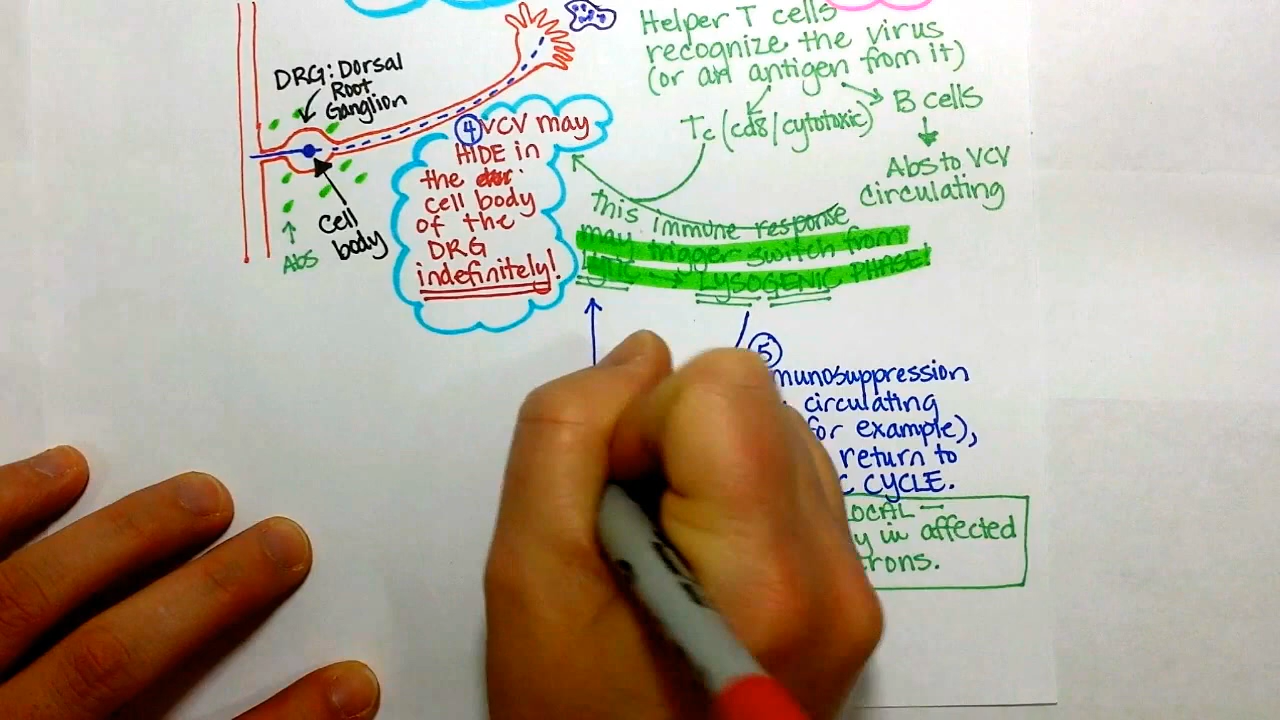 DRG: Dorsal
Root
Ganglion
Cell
body
Abs
④ VCV may
HIDE in
the
cell body
of the
DRG
indefinitely!
Helper T cells
recognize the virus
(or an antigen from it)
Tc (cd8/cytotoxic)
B cells
Abs to VCV
circulating
this immune response
may trigger switch from
LYTIC → LYSOGENIC PHASE!
⑤
circulating
for example),
return to
CYCLE.
in affected